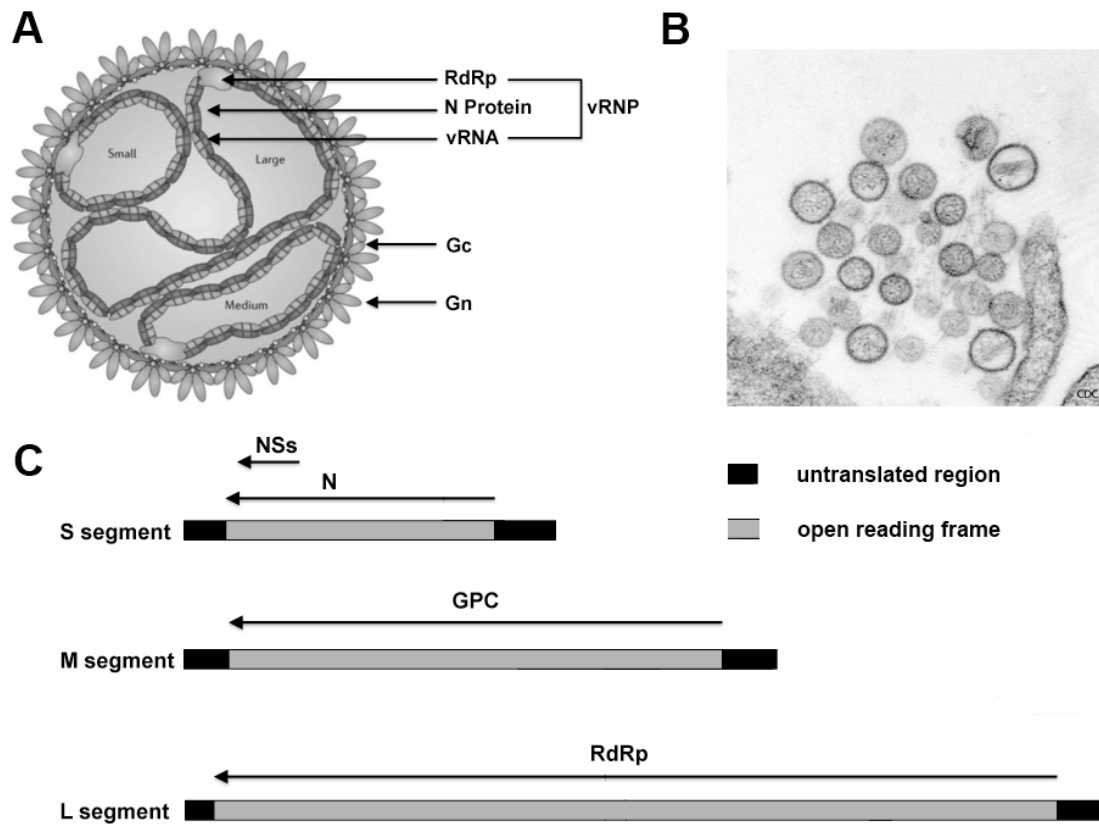 A
RdRp
N Protein
vRNA
vRNP
Small
Large
Gc
Medium
Gn
B
CDC
C
NSs
N
S segment
untranslated region
open reading frame
GPC
M segment
RdRp
L segment